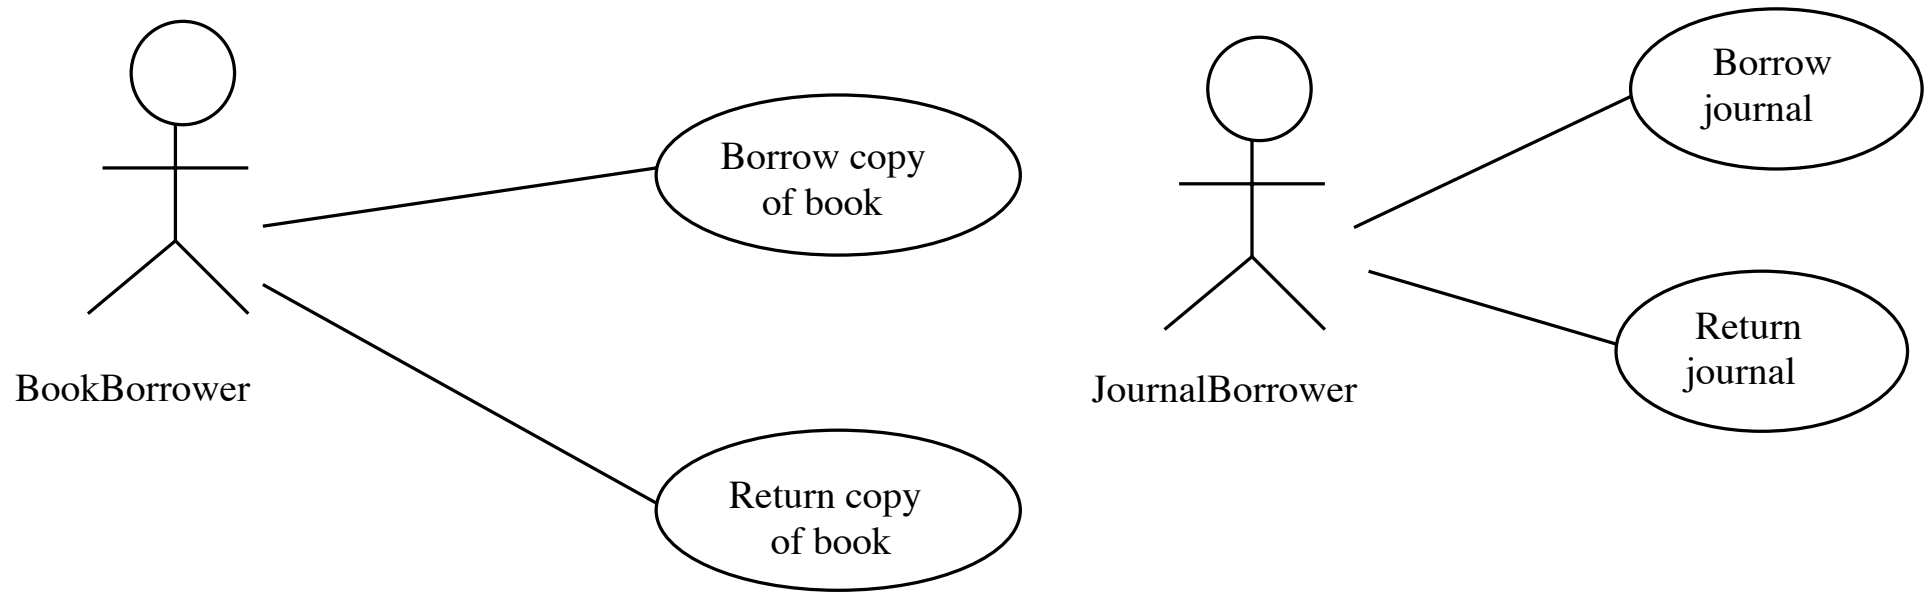 Borrow copy
of book
BookBorrower
Return copy
of book
Borrow
journal
Return
journal
JournalBorrower